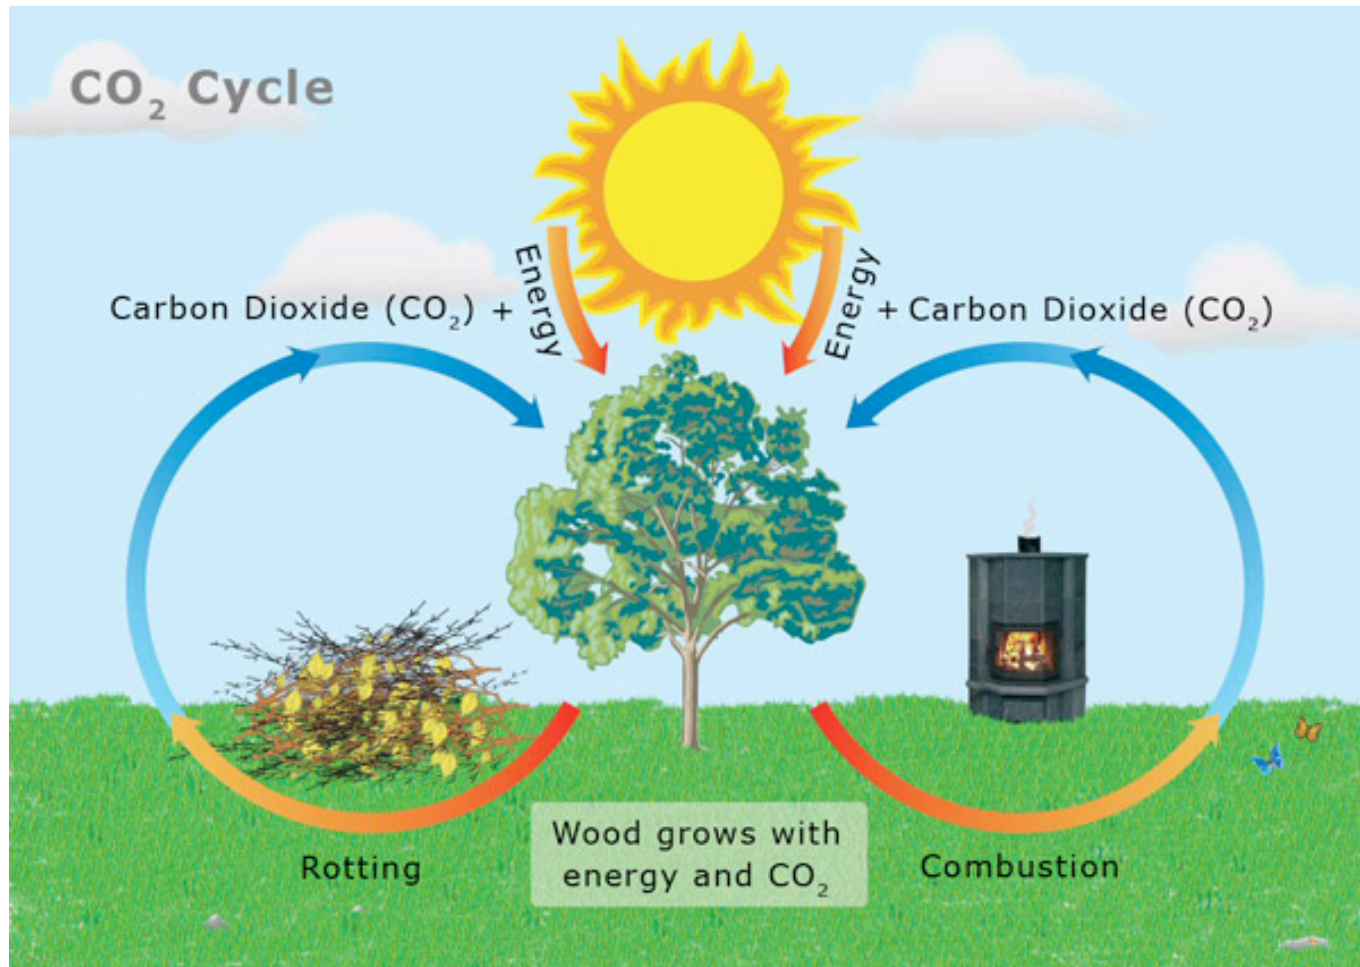 CO₂ Cycle
Carbon Dioxide (CO₂) + Energy
Energy + Carbon Dioxide (CO₂)
Rotting
Wood grows with
energy and CO₂
Combustion